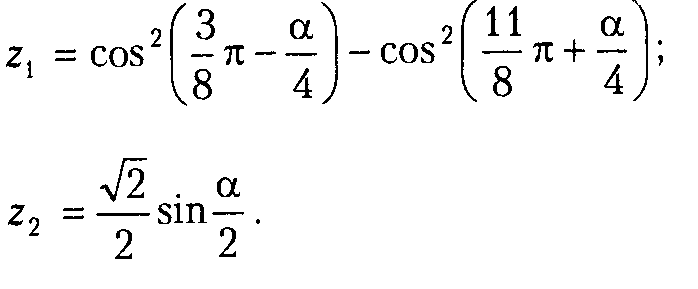 z₁ = cos²(3/8 π − α/4) − cos²(11/8 π + α/4);
z₂ = √2/2 sin α/2 .